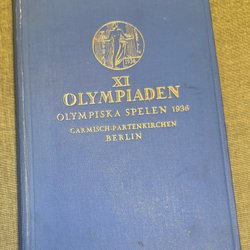 XI
OLYMPIADEN
OLYMPISKA SPELEN 1936
GARMISCH-PARTENKIRCHEN
BERLIN